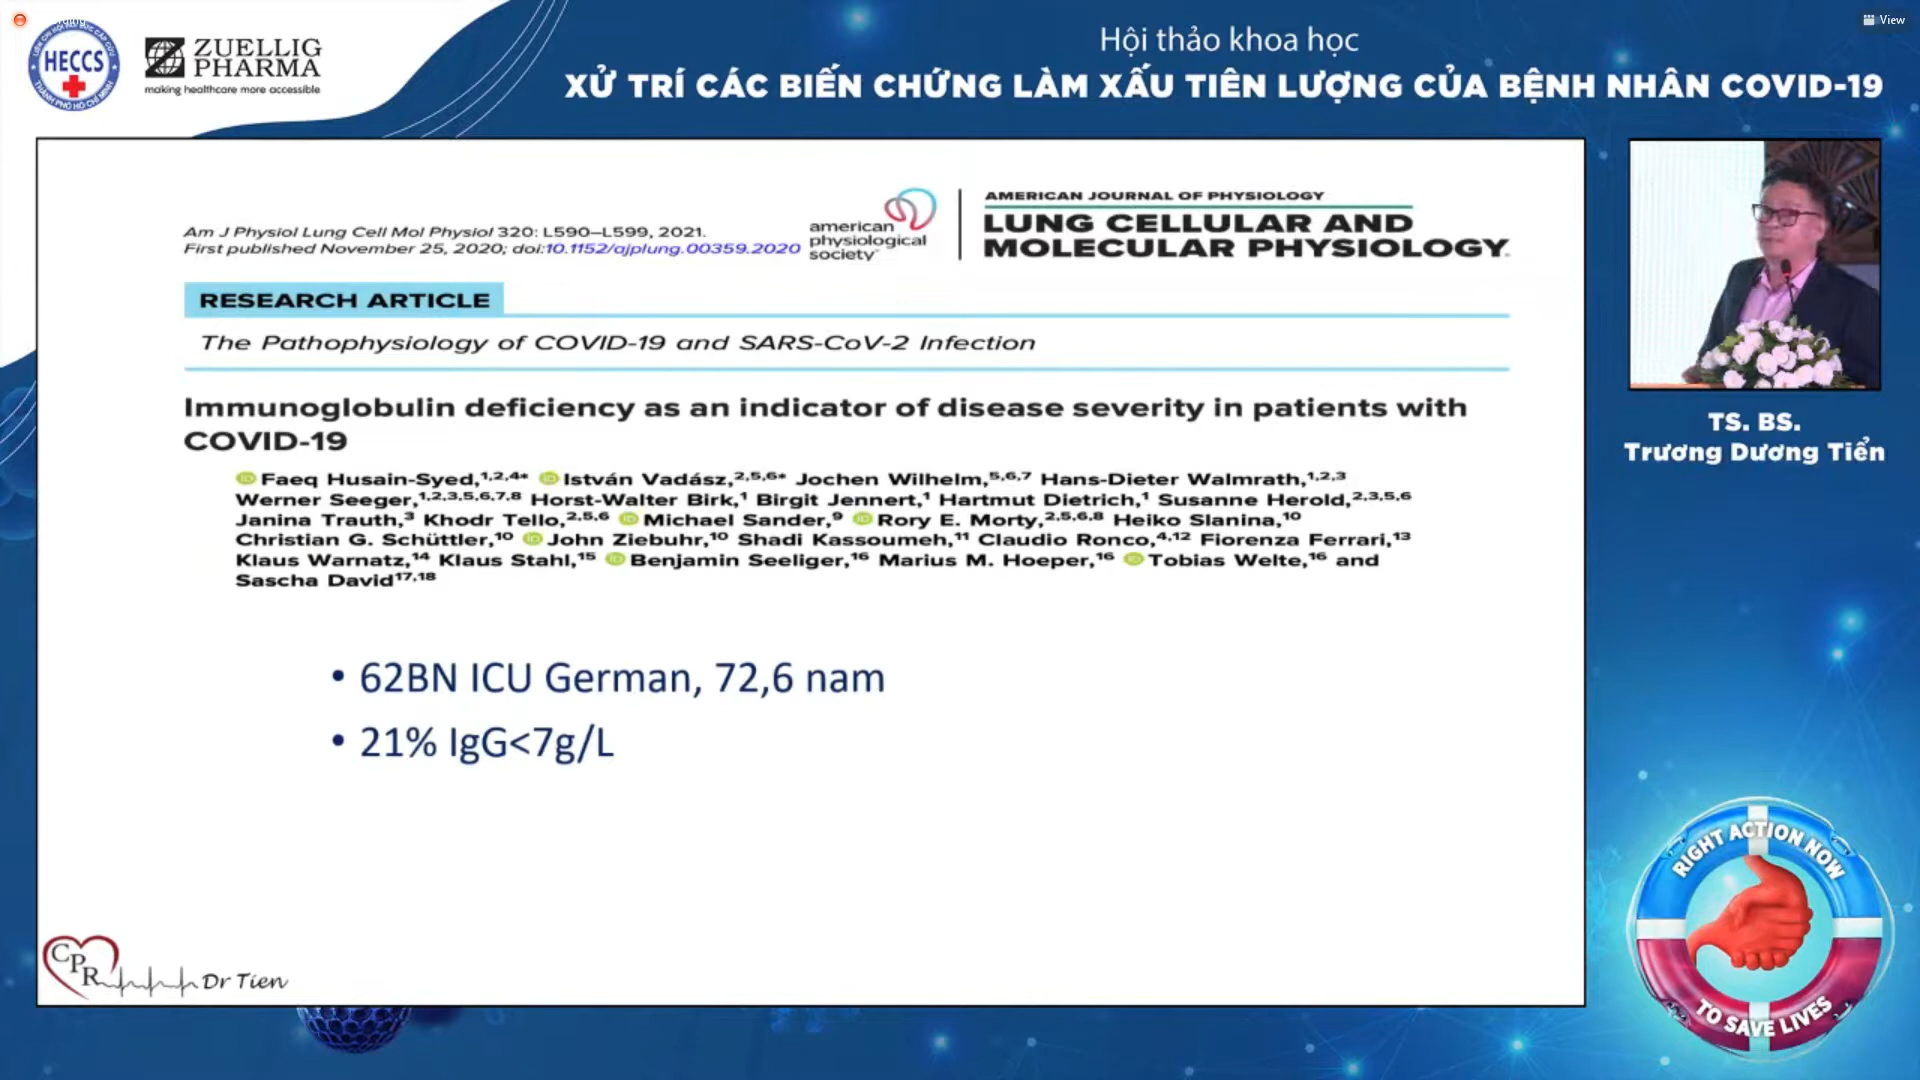 View
HECCS
THÀNH PHỐ HỒ CHÍ MINH
ZUELLIG
PHARMA
making healthcare more accessible
Hội thảo khoa học
XỬ TRÍ CÁC BIẾN CHỨNG LÀM XẤU TIÊN LƯỢNG CỦA BỆNH NHÂN COVID-19
Am J Physiol Lung Cell Mol Physiol 320: L590–L599, 2021.
First published November 25, 2020; doi:10.1152/ajplung.00359.2020
american
physiological
society
AMERICAN JOURNAL OF PHYSIOLOGY
LUNG CELLULAR AND
MOLECULAR PHYSIOLOGY.
RESEARCH ARTICLE
The Pathophysiology of COVID-19 and SARS-CoV-2 Infection
Immunoglobulin deficiency as an indicator of disease severity in patients with
COVID-19
Faeq Husain-Syed,1,2,4* István Vadász,2,5,6* Jochen Wilhelm,5,6,7 Hans-Dieter Walmrath,1,2,3
Werner Seeger,1,2,3,5,6,7,8 Horst-Walter Birk,1 Birgit Jennert,1 Hartmut Dietrich,1 Susanne Herold,2,3,5,6
Janina Trauth,3 Khodr Tello,2,5,6 Michael Sander,9 Rory E. Morty,2,5,6,8 Heiko Slanina,10
Christian G. Schüttler,10 John Ziebuhr,10 Shadi Kassoumeh,11 Claudio Ronco,4,12 Fiorenza Ferrari,13
Klaus Warnatz,14 Klaus Stahl,15 Benjamin Seeliger,16 Marius M. Hoeper,16 Tobias Welte,16 and
Sascha David17,18
• 62BN ICU German, 72,6 nam
• 21% IgG<7g/L
CPR
Dr Tien
TS. BS.
Trương Dương Tiển
RIGHT ACTION NOW
TO SAVE LIVES